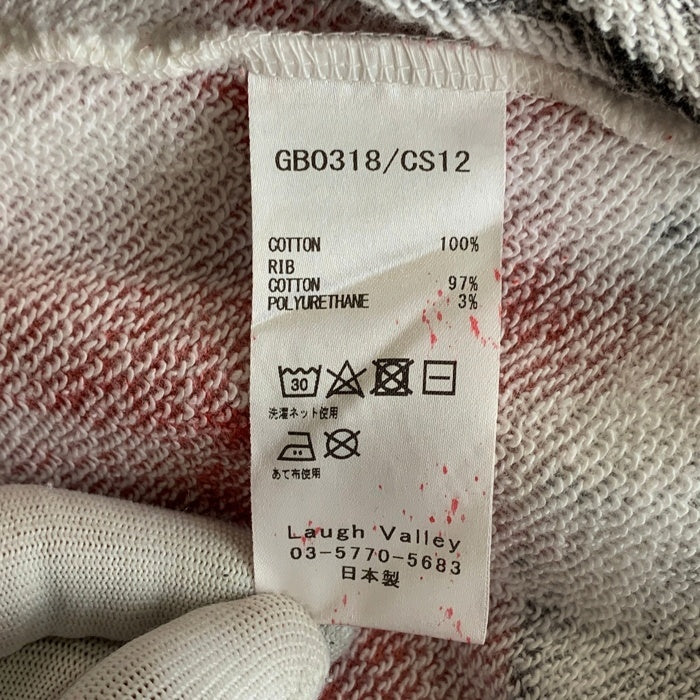 GB0318/CS12
COTTON 100%
RIB
COTTON 97%
POLYURETHANE 3%
30
洗濯ネット使用
あて布使用
Laugh Valley
03-5770-5683
日本製